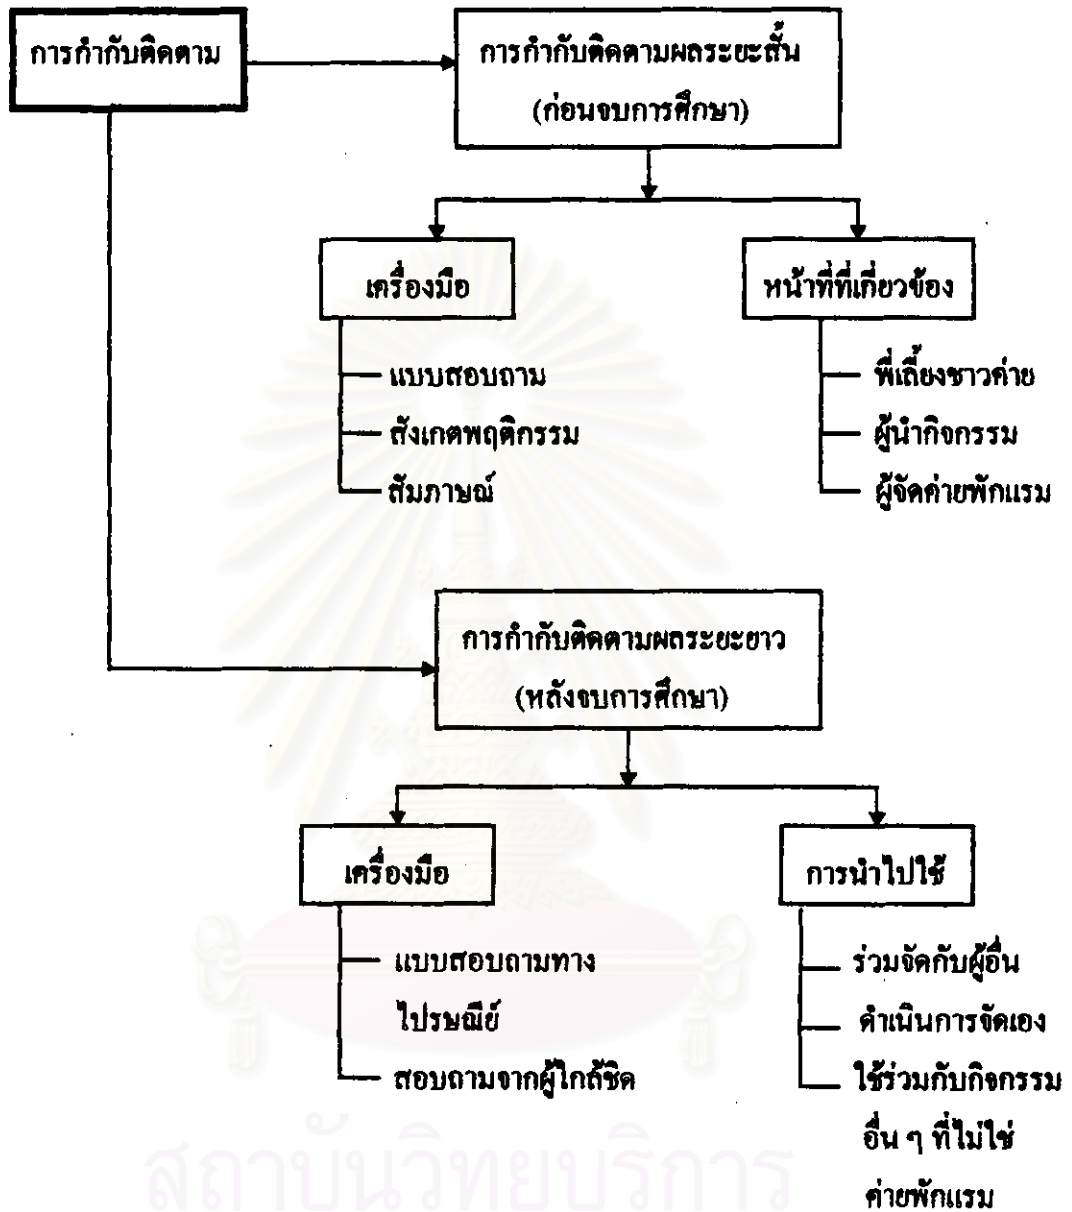 การกำกับติดตาม
การกำกับติดตามผลระยะสั้น
(ก่อนจบการศึกษา)
เครื่องมือ
หน้าที่ที่เกี่ยวข้อง
แบบสอบถาม
สังเกตพฤติกรรม
สัมภาษณ์
พี่เลี้ยงชาวค่าย
ผู้นำกิจกรรม
ผู้จัดค่ายพักแรม
การกำกับติดตามผลระยะยาว
(หลังจบการศึกษา)
เครื่องมือ
การนำไปใช้
แบบสอบถามทาง
ไปรษณีย์
สอบถามจากผู้ใกล้ชิด
ร่วมจัดกับผู้อื่น
ดำเนินการจัดเอง
ใช้ร่วมกับกิจกรรม
อื่น ๆ ที่ไม่ใช่
ค่ายพักแรม
สถาบันวิทยบริการ